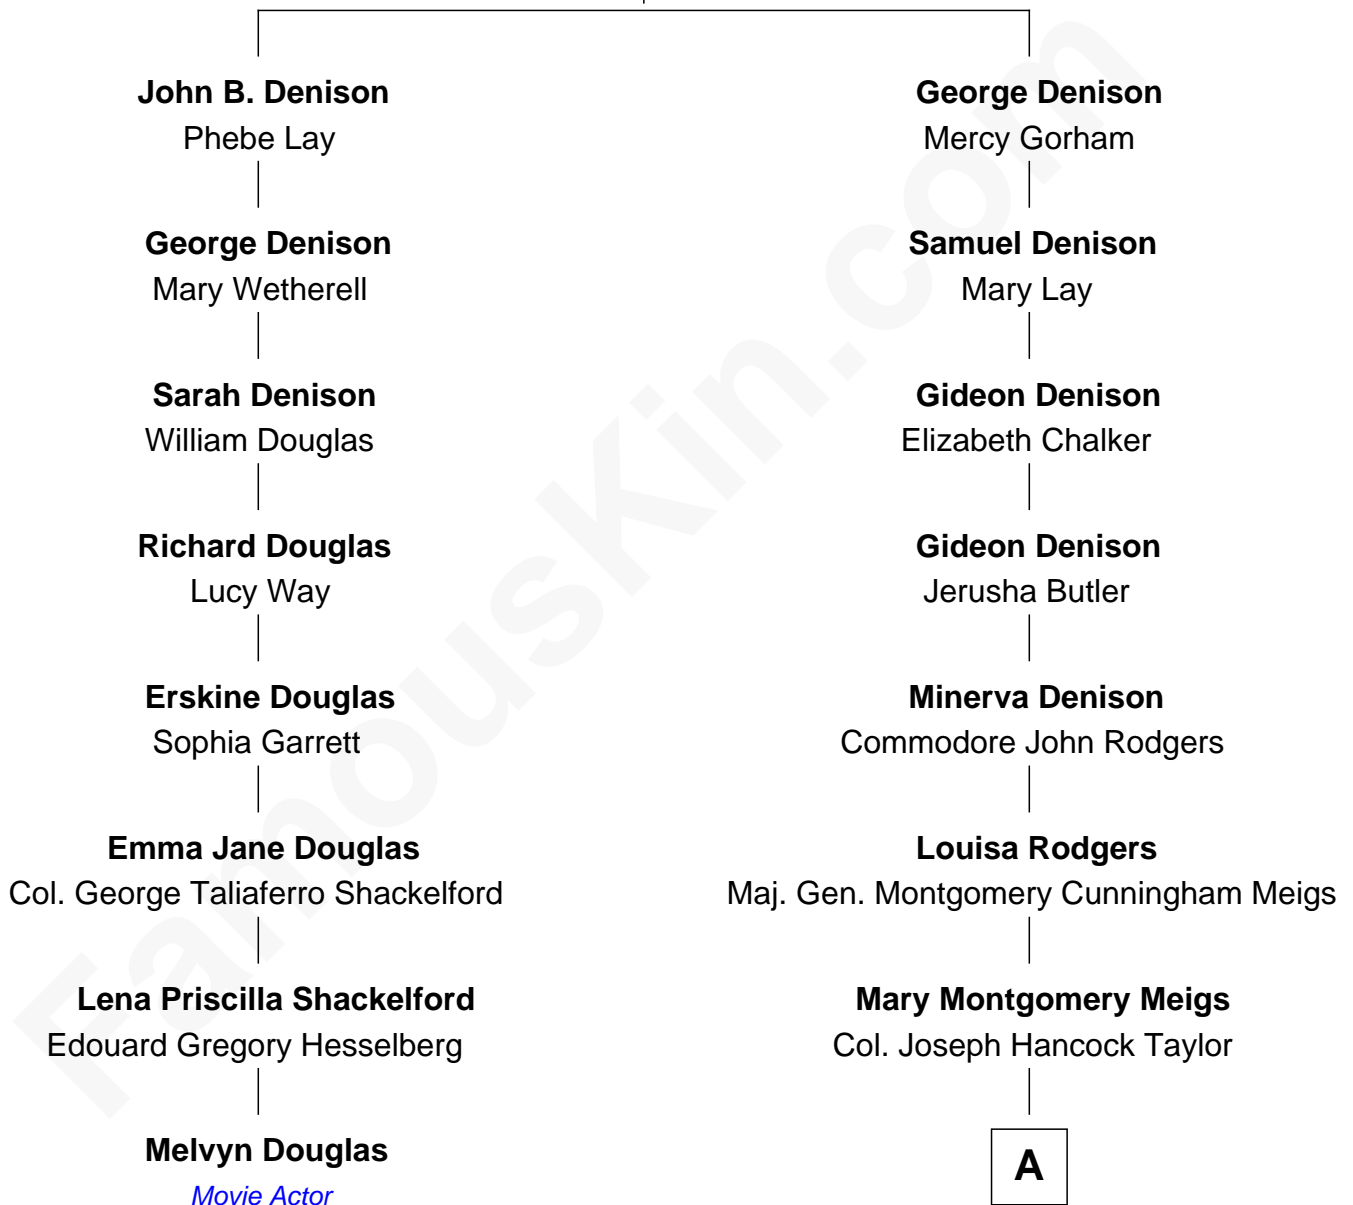 John B. Denison
Phebe Lay
George Denison
Mary Wetherell
Sarah Denison
William Douglas
Richard Douglas
Lucy Way
Erskine Douglas
Sophia Garrett
Emma Jane Douglas
Col. George Taliaferro Shackelford
Lena Priscilla Shackelford
Edouard Gregory Hesselberg
Melvyn Douglas
Movie Actor
George Denison
Mercy Gorham
Samuel Denison
Mary Lay
Gideon Denison
Elizabeth Chalker
Gideon Denison
Jerusha Butler
Minerva Denison
Commodore John Rodgers
Louisa Rodgers
Maj. Gen. Montgomery Cunningham Meigs
Mary Montgomery Meigs
Col. Joseph Hancock Taylor
A
FamousKin.com